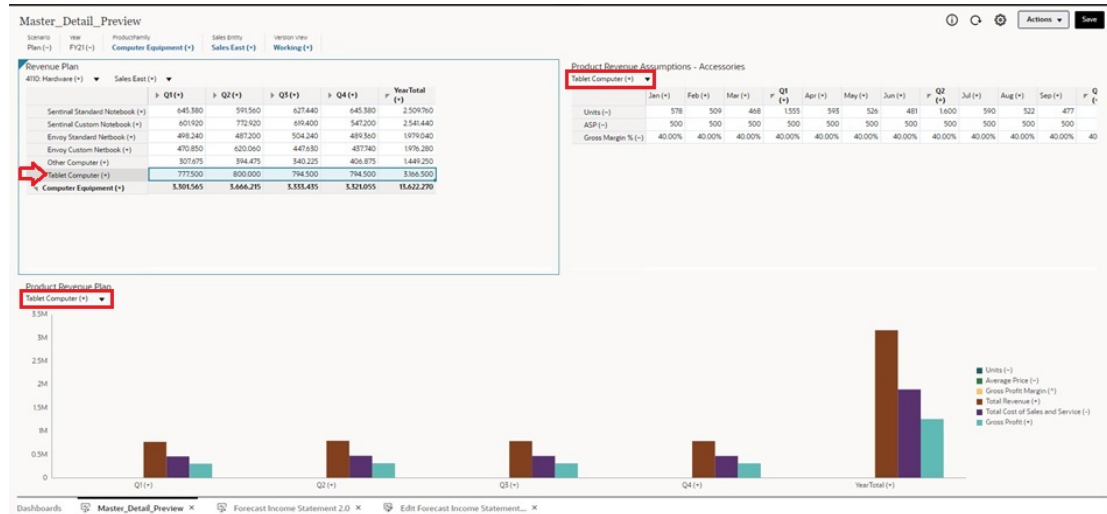 Master_Detail_Preview
Actions
Save
Scenario Year ProductFamily Sales Entity Version View
Plan (~) FY21 (~) Computer Equipment (+) Sales East (+) Working (+)
Revenue Plan
4110: Hardware (+) Sales East (+)
Q1 (+) Q2 (+) Q3 (+) Q4 (+) YearTotal (+)
Sentinal Standard Notebook (+) 645.380 591.560 627.440 645.380 2.509.760
Sentinal Custom Notebook (+) 601.920 772.920 619.400 547.200 2.541.440
Envoy Standard Netbook (+) 498.240 487.200 504.240 489.360 1.979.040
Envoy Custom Netbook (+) 470.850 620.060 447.630 437.740 1.976.280
Other Computer (+) 307.675 394.475 340.225 406.875 1.449.250
Tablet Computer (+) 777.500 800.000 794.500 794.500 3.166.500
Computer Equipment (+) 3.301.565 3.666.215 3.333.435 3.321.055 13.622.270
Product Revenue Assumptions - Accessories
Tablet Computer (+)
Jan (+) Feb (+) Mar (+) Q1 (+) Apr (+) May (+) Jun (+) Q2 (+) Jul (+) Aug (+) Sep (+)
Units (~) 578 509 468 1.555 593 526 481 1.600 590 522 477
ASP (~) 500 500 500 500 500 500 500 500 500 500 500
Gross Margin % (~) 40.00% 40.00% 40.00% 40.00% 40.00% 40.00% 40.00% 40.00% 40.00% 40.00% 40.00% 40
Product Revenue Plan
Tablet Computer (+)
3.5M
3M
2.5M
2M
1.5M
1M
0.5M
0
Q1 (+) Q2 (+) Q3 (+) Q4 (+) YearTotal (+)
Units (~)
Average Price (~)
Gross Profit Margin (^)
Total Revenue (+)
Total Cost of Sales and Service (-)
Gross Profit (+)
Dashboards Master_Detail_Preview × Forecast Income Statement 2.0 × Edit Forecast Income Statement... ×